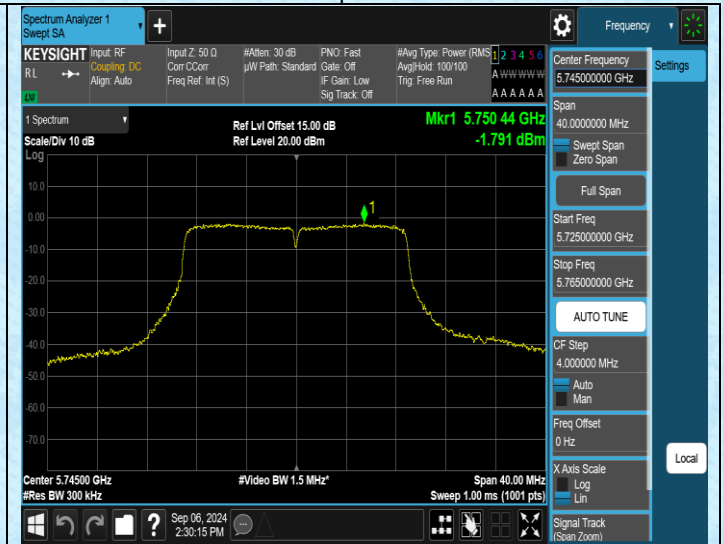 Spectrum Analyzer 1
Swept SA
+
Frequency
KEYSIGHT
RL
LXI
Input: RF
Coupling: DC
Align: Auto
Input Z: 50 Ω
Corr CCorr
Freq Ref: Int (S)
#Atten: 30 dB
µW Path: Standard
PNO: Fast
Gate: Off
IF Gain: Low
Sig Track: Off
#Avg Type: Power (RMS
Avg|Hold: 100/100
Trig: Free Run
1 2 3 4 5 6
A W W W W W
A A A A A A
1 Spectrum
Scale/Div 10 dB
Log
Ref Lvl Offset 15.00 dB
Ref Level 20.00 dBm
Mkr1 5.750 44 GHz
-1.791 dBm
10.0
0.00
-10.0
-20.0
-30.0
-40.0
-50.0
-60.0
-70.0
1
Center 5.74500 GHz
#Res BW 300 kHz
#Video BW 1.5 MHz*
Span 40.00 MHz
Sweep 1.00 ms (1001 pts)
Sep 06, 2024
2:30:15 PM
Center Frequency
5.745000000 GHz
Span
40.0000000 MHz
Swept Span
Zero Span
Full Span
Start Freq
5.725000000 GHz
Stop Freq
5.765000000 GHz
AUTO TUNE
CF Step
4.000000 MHz
Auto
Man
Freq Offset
0 Hz
X Axis Scale
Log
Lin
Signal Track
(Span Zoom)
Settings
Local